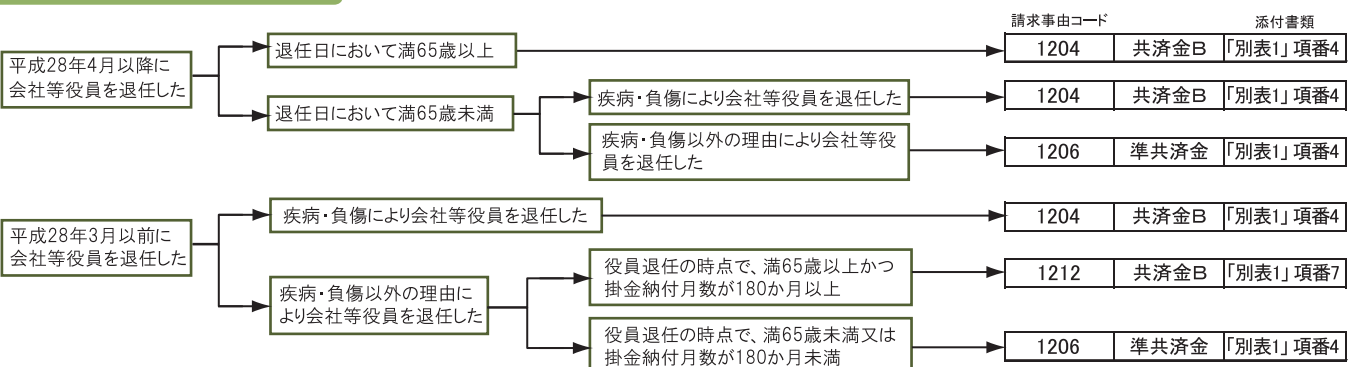 請求事由コード 添付書類
平成28年4月以降に
会社等役員を退任した
退任日において満65歳以上
1204 共済金B 「別表1」項番4
退任日において満65歳未満
疾病・負傷により会社等役員を退任した
1204 共済金B 「別表1」項番4
疾病・負傷以外の理由により会社等役
員を退任した
1206 準共済金 「別表1」項番4
平成28年3月以前に
会社等役員を退任した
疾病・負傷により会社等役員を退任した
1204 共済金B 「別表1」項番4
疾病・負傷以外の理由に
より会社等役員を退任した
役員退任の時点で、満65歳以上かつ
掛金納付月数が180か月以上
1212 共済金B 「別表1」項番7
役員退任の時点で、満65歳未満又は
掛金納付月数が180か月未満
1206 準共済金 「別表1」項番4